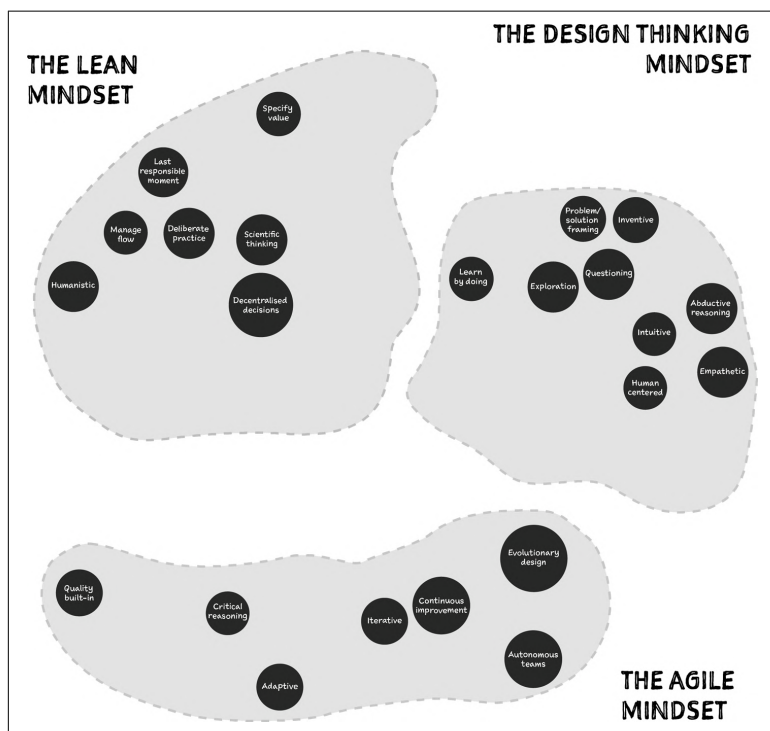 THE LEAN
MINDSET
Specify
value
Last
responsible
moment
Manage
flow
Deliberate
practice
Scientific
thinking
Humanistic
Decentralised
decisions
THE DESIGN THINKING
MINDSET
Problem/
solution
framing
Inventive
Learn
by doing
Exploration
Questioning
Abductive
reasoning
Intuitive
Empathetic
Human
centered
Quality
built-in
Critical
reasoning
Adaptive
Iterative
Continuous
improvement
Evolutionary
design
Autonomous
teams
THE AGILE
MINDSET